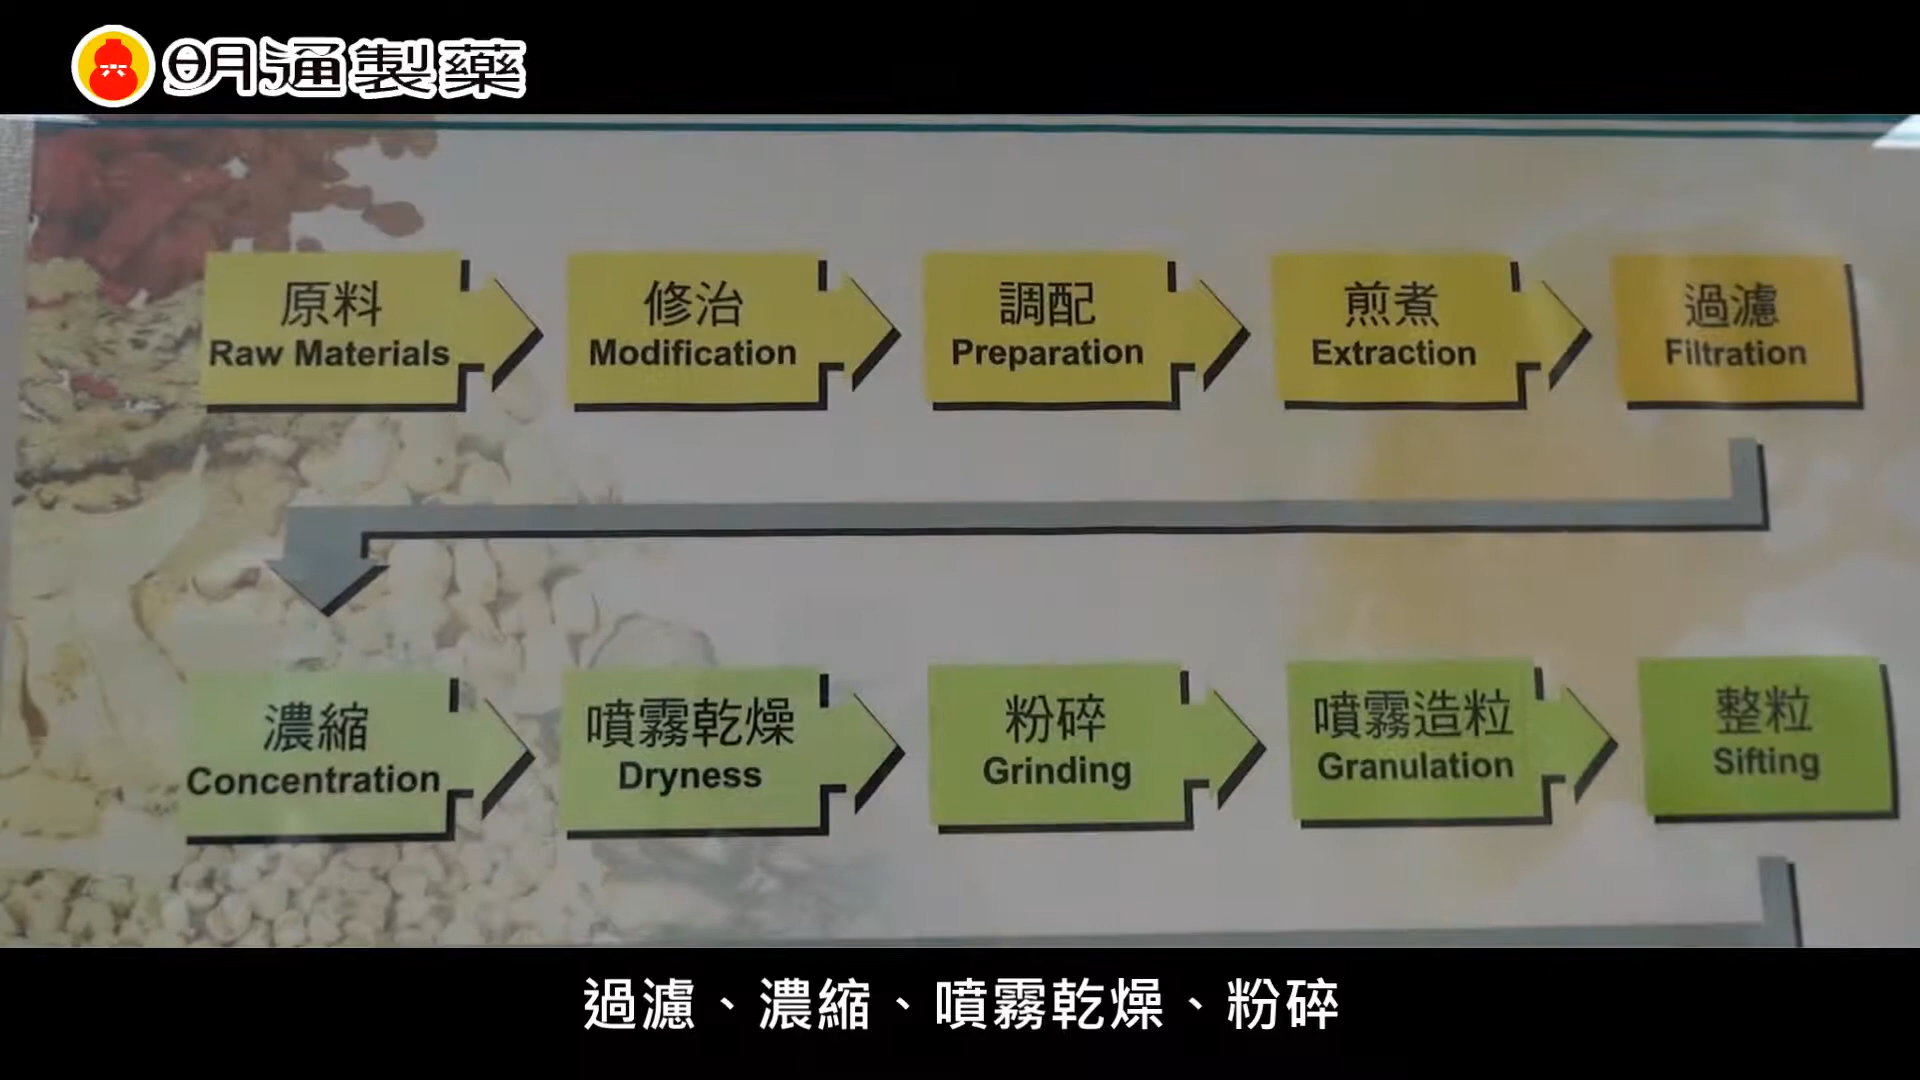 明通製藥
原料
Raw Materials
修治
Modification
調配
Preparation
煎煮
Extraction
過濾
Filtration
濃縮
Concentration
噴霧乾燥
Dryness
粉碎
Grinding
噴霧造粒
Granulation
整粒
Sifting
過濾、濃縮、噴霧乾燥、粉碎